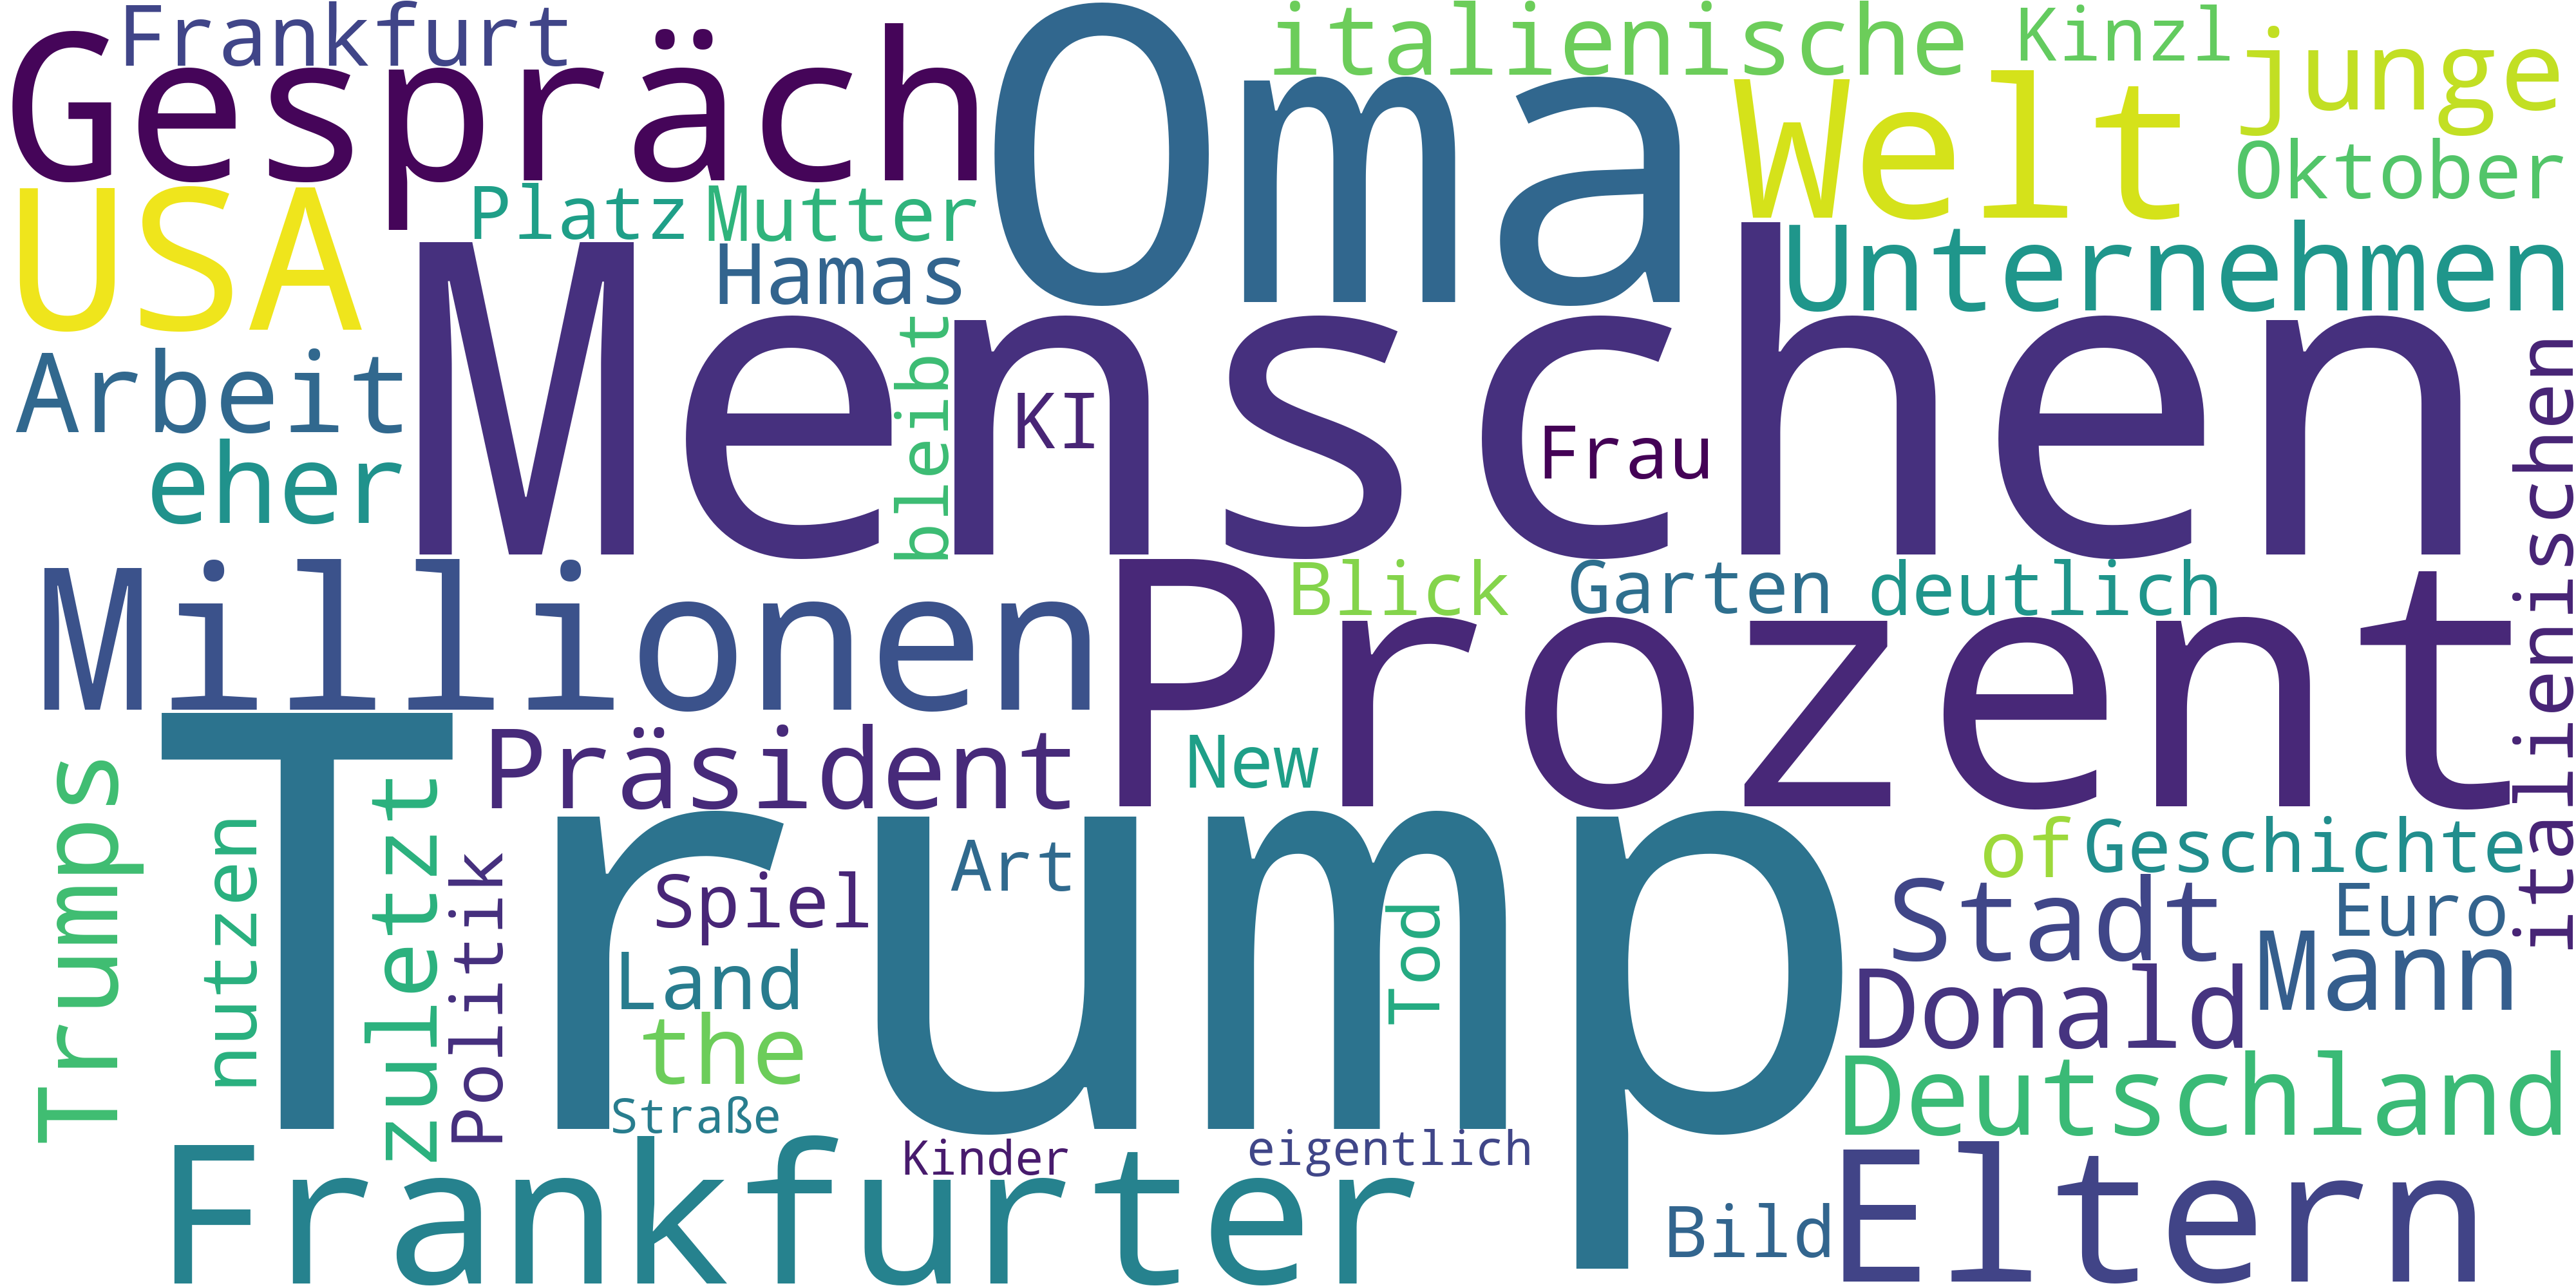 Frankfurt
italienische
Kinzl
junge
Gespräch
Oma
Welt
Oktober
USA
Platz
Mutter
Hamas
Unternehmen
Menschen
Arbeit
eher
bleibt
KI
Frau
italienischen
Millionen
Blick
Garten
deutlich
Prozent
Präsident
New
Trump
Trumps
nutzen
zuletzt
Politik
Spiel
Art
Land
the
Tod
of
Geschichte
Stadt
Euro
Mann
Donald
Deutschland
Straße
Kinder
eigentlich
Frankfurter
Bild
Eltern